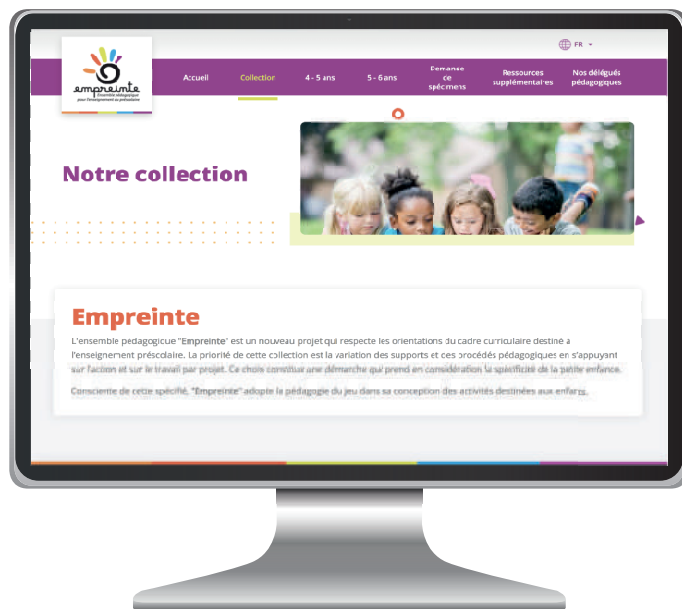 FR
empreinte
Ensemble pédagogique
pour l'enseignement au préscolaire
Accueil
Collection
4 - 5 ans
5 - 6 ans
spécimens
Ressources
supplémentaires
Nos délégués
pédagogiques
Notre collection
Empreinte
L'ensemble pédagogique "Empreinte" est un nouveau projet qui respecte les orientations du cadre curriculaire destiné à
l'enseignement préscolaire. La priorité de cette collection est la variation des supports et des procédés pédagogiques en s'appuyant
sur l'action et sur le travail par projet. Ce choix constitue une démarche qui prend en considération la spécificité de la petite enfance.
Consciente de cette spécifié, "Empreinte" adopte la pédagogie du jeu dans sa conception des activités destinées aux enfants.